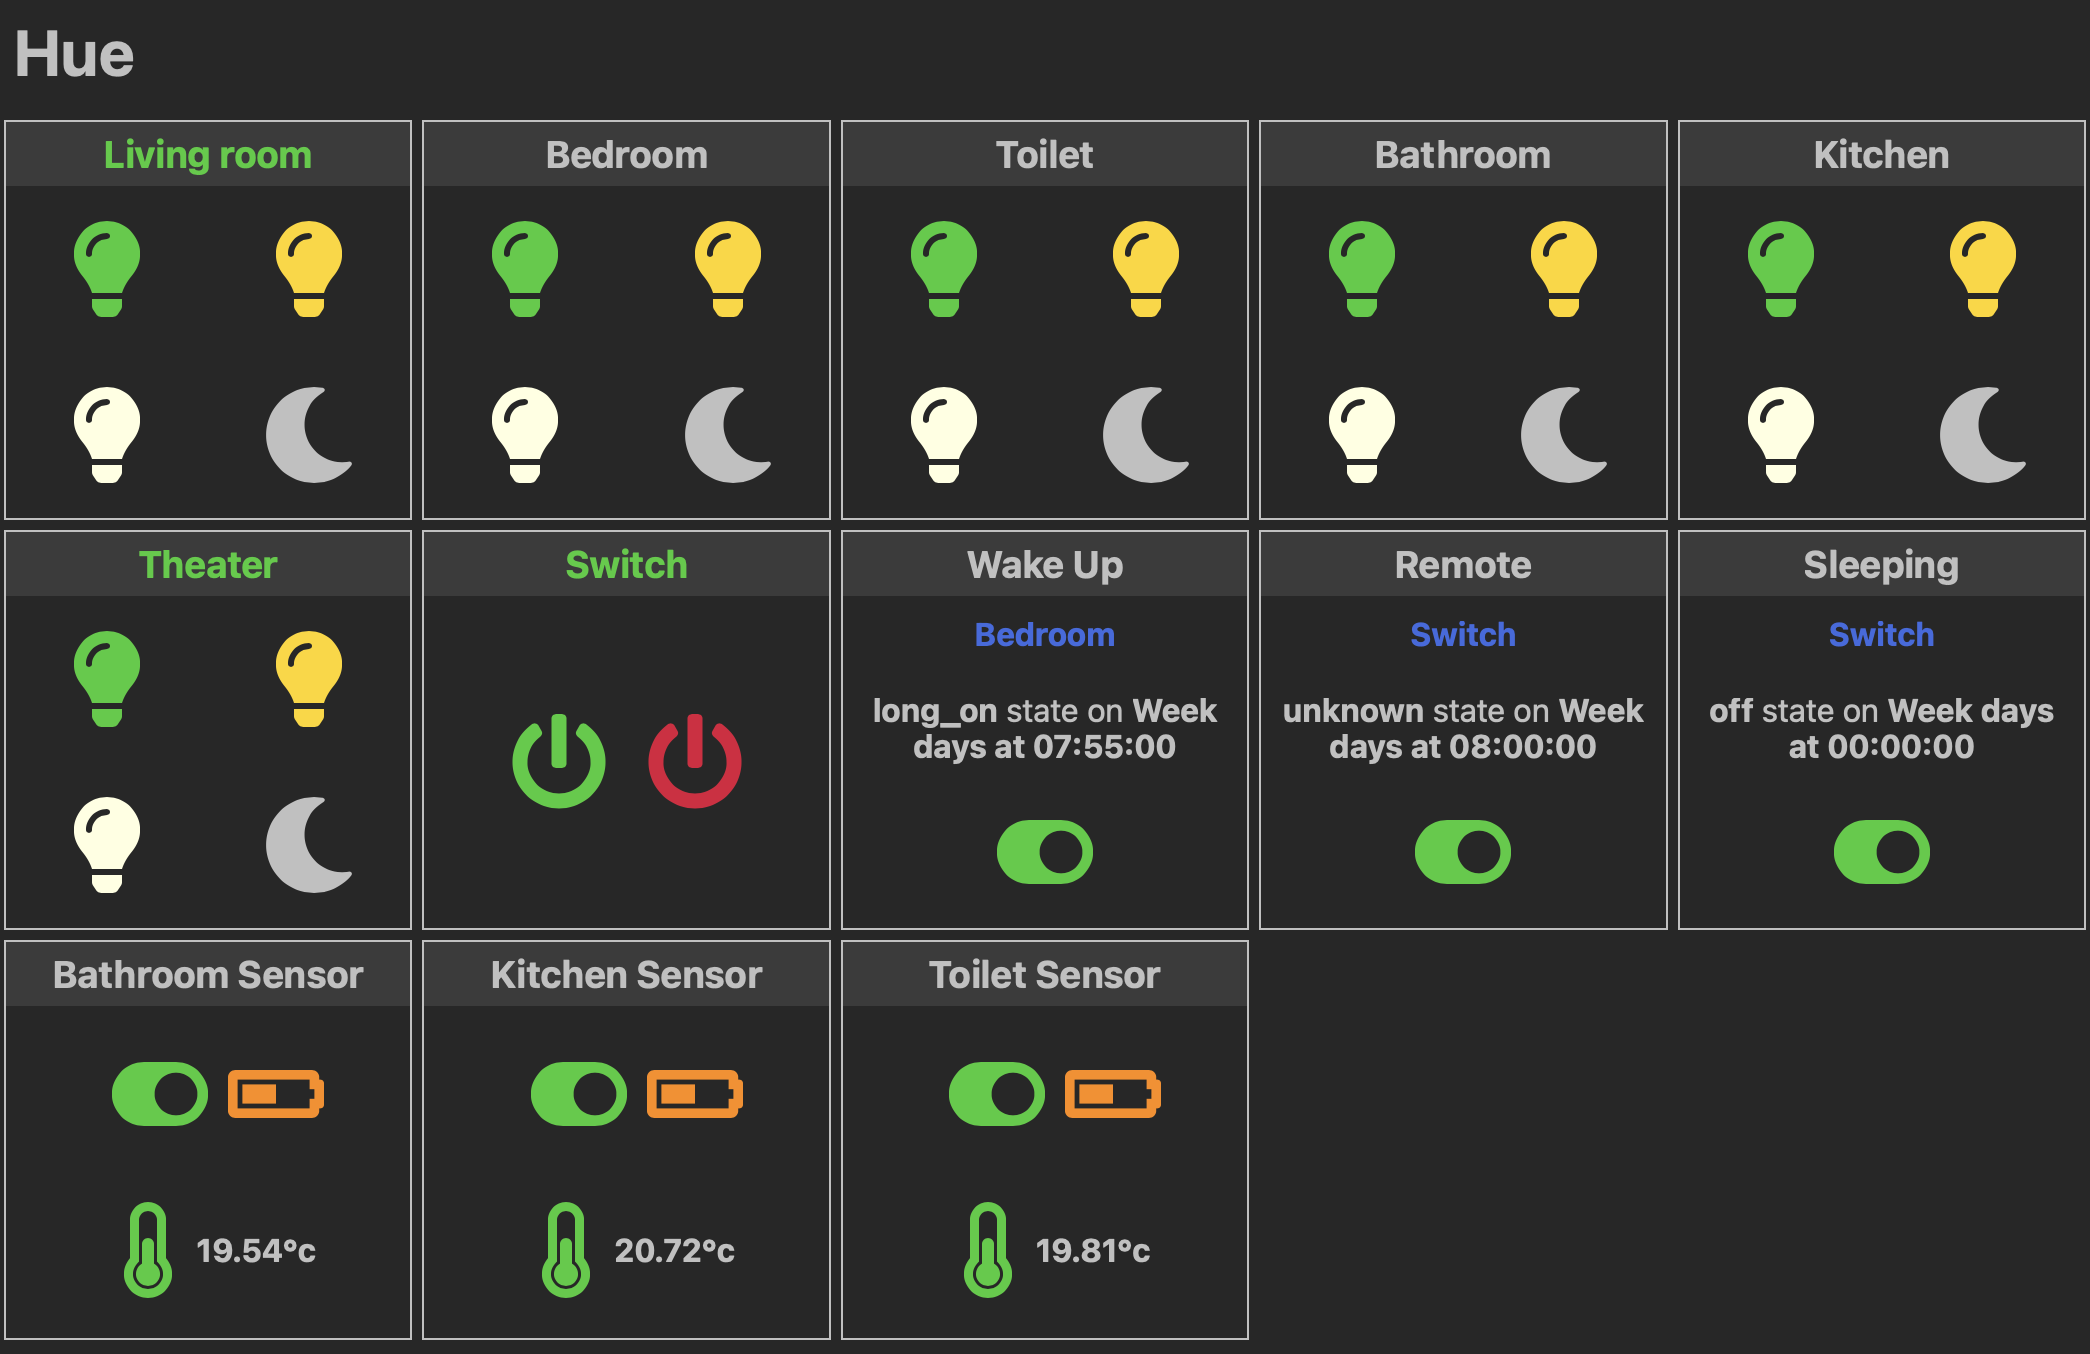 Hue
Living room
Bedroom
Toilet
Bathroom
Kitchen
Theater
Switch
Wake Up
Bedroom
long_on state on Week
days at 07:55:00
Remote
Switch
unknown state on Week
days at 08:00:00
Sleeping
Switch
off state on Week days
at 00:00:00
Bathroom Sensor
19.54°c
Kitchen Sensor
20.72°c
Toilet Sensor
19.81°c